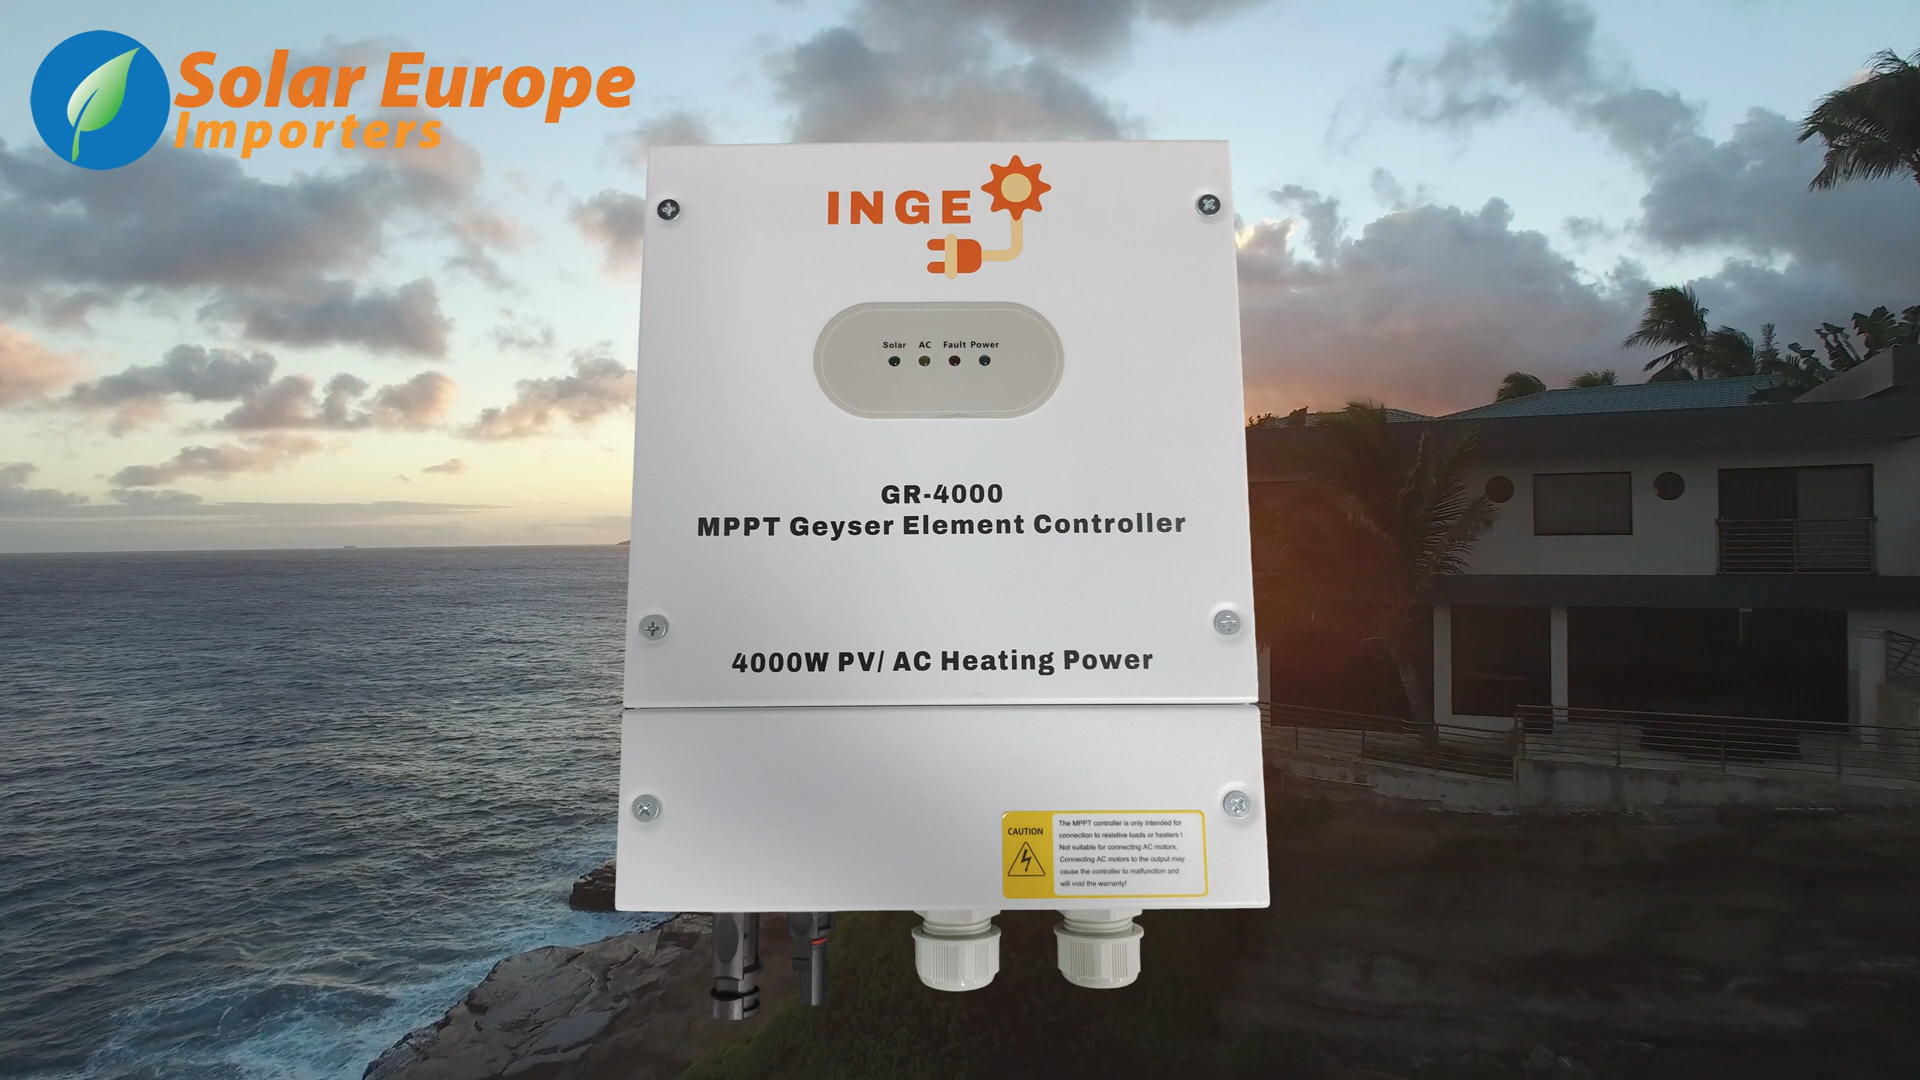 Solar Europe
Importers
INGE
Solar AC Fault Power
GR-4000
MPPT Geyser Element Controller
4000W PV/ AC Heating Power
CAUTION
The MPPT controller is only intended for
connection to resistive loads or heaters !
Not suitable for connecting AC motors.
Connecting AC motors to the output may
cause the controller to malfunction and
will void the warranty!